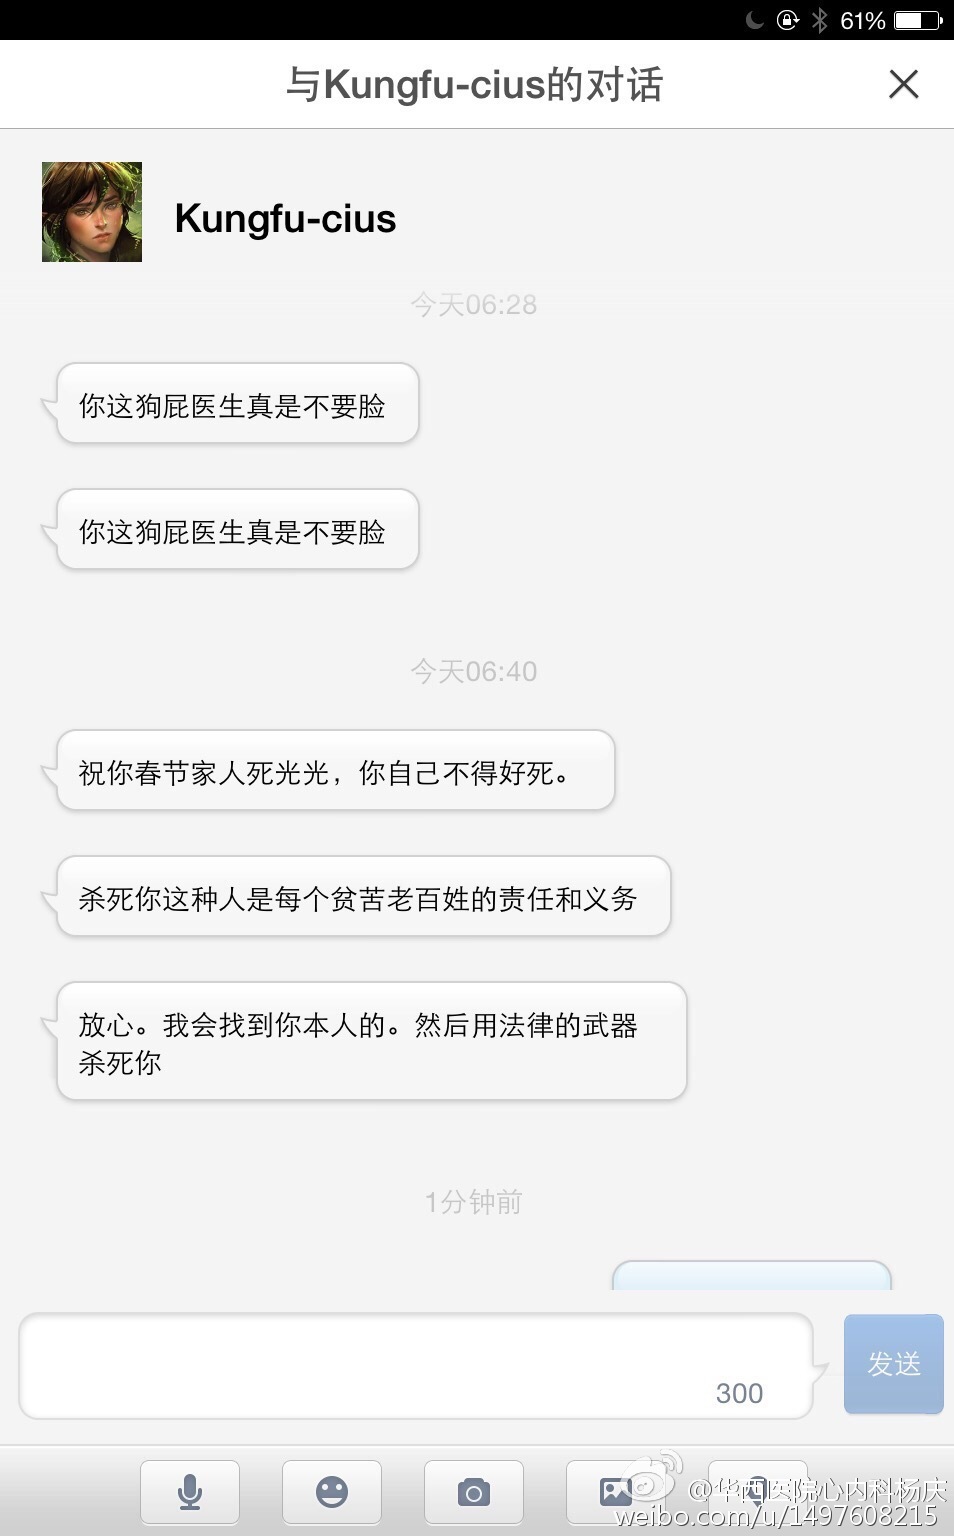 61%
与Kungfu-cius的对话
Kungfu-cius
今天06:28
你这狗屁医生真是不要脸
你这狗屁医生真是不要脸
今天06:40
祝你春节家人死光光，你自己不得好死。
杀死你这种人是每个贫苦老百姓的责任和义务
放心。我会找到你本人的。然后用法律的武器
杀死你
1分钟前
300
发送
@华西医院心内科杨庆
weibo.com/u/1497608215